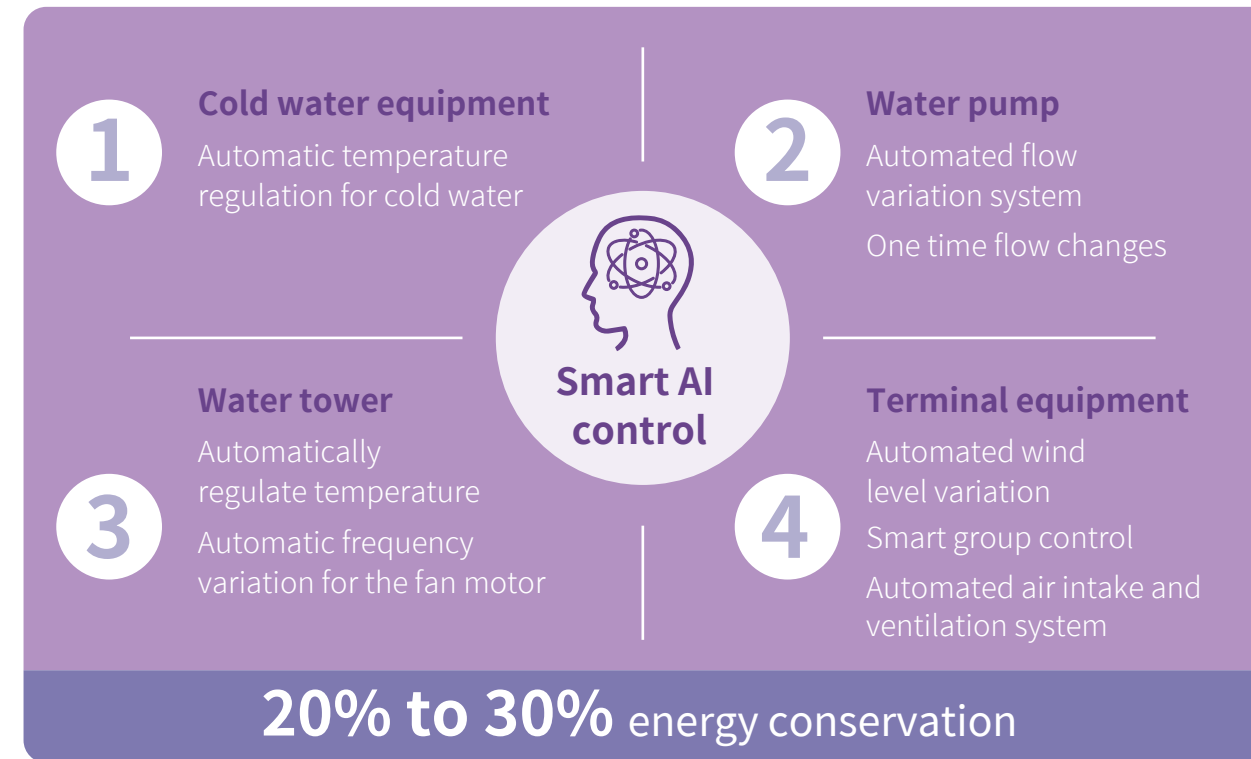 1
Cold water equipment
Automatic temperature
regulation for cold water
2
Water pump
Automated flow
variation system
One time flow changes
Smart AI
control
3
Water tower
Automatically
regulate temperature
Automatic frequency
variation for the fan motor
4
Terminal equipment
Automated wind
level variation
Smart group control
Automated air intake and
ventilation system
20% to 30% energy conservation